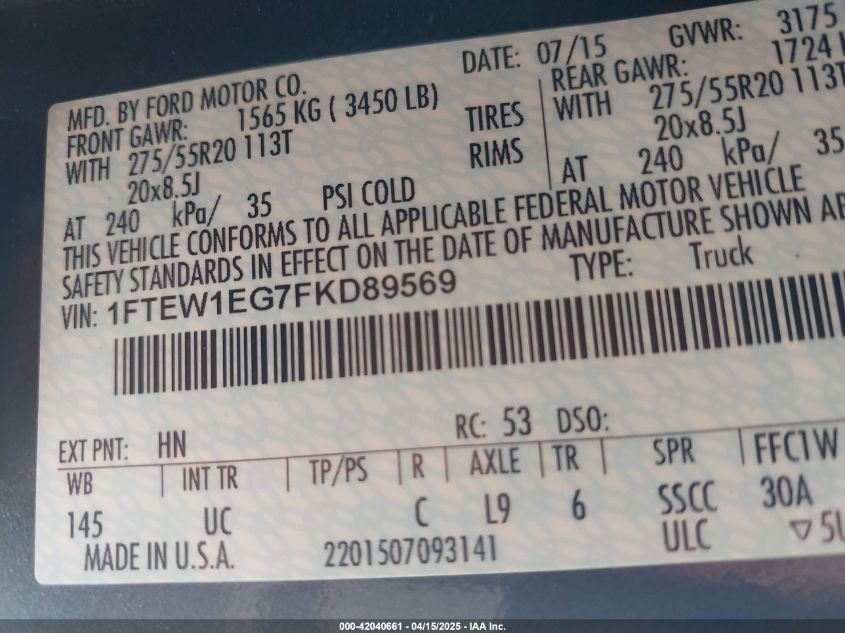 DATE: 07/15 GVWR: 3175
MFD. BY FORD MOTOR CO.
FRONT GAWR: 1565 KG ( 3450 LB) REAR GAWR: 1724
WITH 275/55R20 113T TIRES WITH 275/55R20 113T
20x8.5J RIMS 20x8.5J
AT 240 kPa/ 35 PSI COLD AT 240 kPa/ 35
THIS VEHICLE CONFORMS TO ALL APPLICABLE FEDERAL MOTOR VEHICLE
SAFETY STANDARDS IN EFFECT ON THE DATE OF MANUFACTURE SHOWN AB
VIN: 1FTEW1EG7FKD89569 TYPE: Truck
EXT PNT: HN RC: 53 DSO:
WB INT TR TP/PS R AXLE TR SPR FFC1W
145 UC C L9 6 SSCC 30A
ULC ▽ 5U
MADE IN U.S.A. 2201507093141
000-42040661 - 04/15/2025 - IAA Inc.